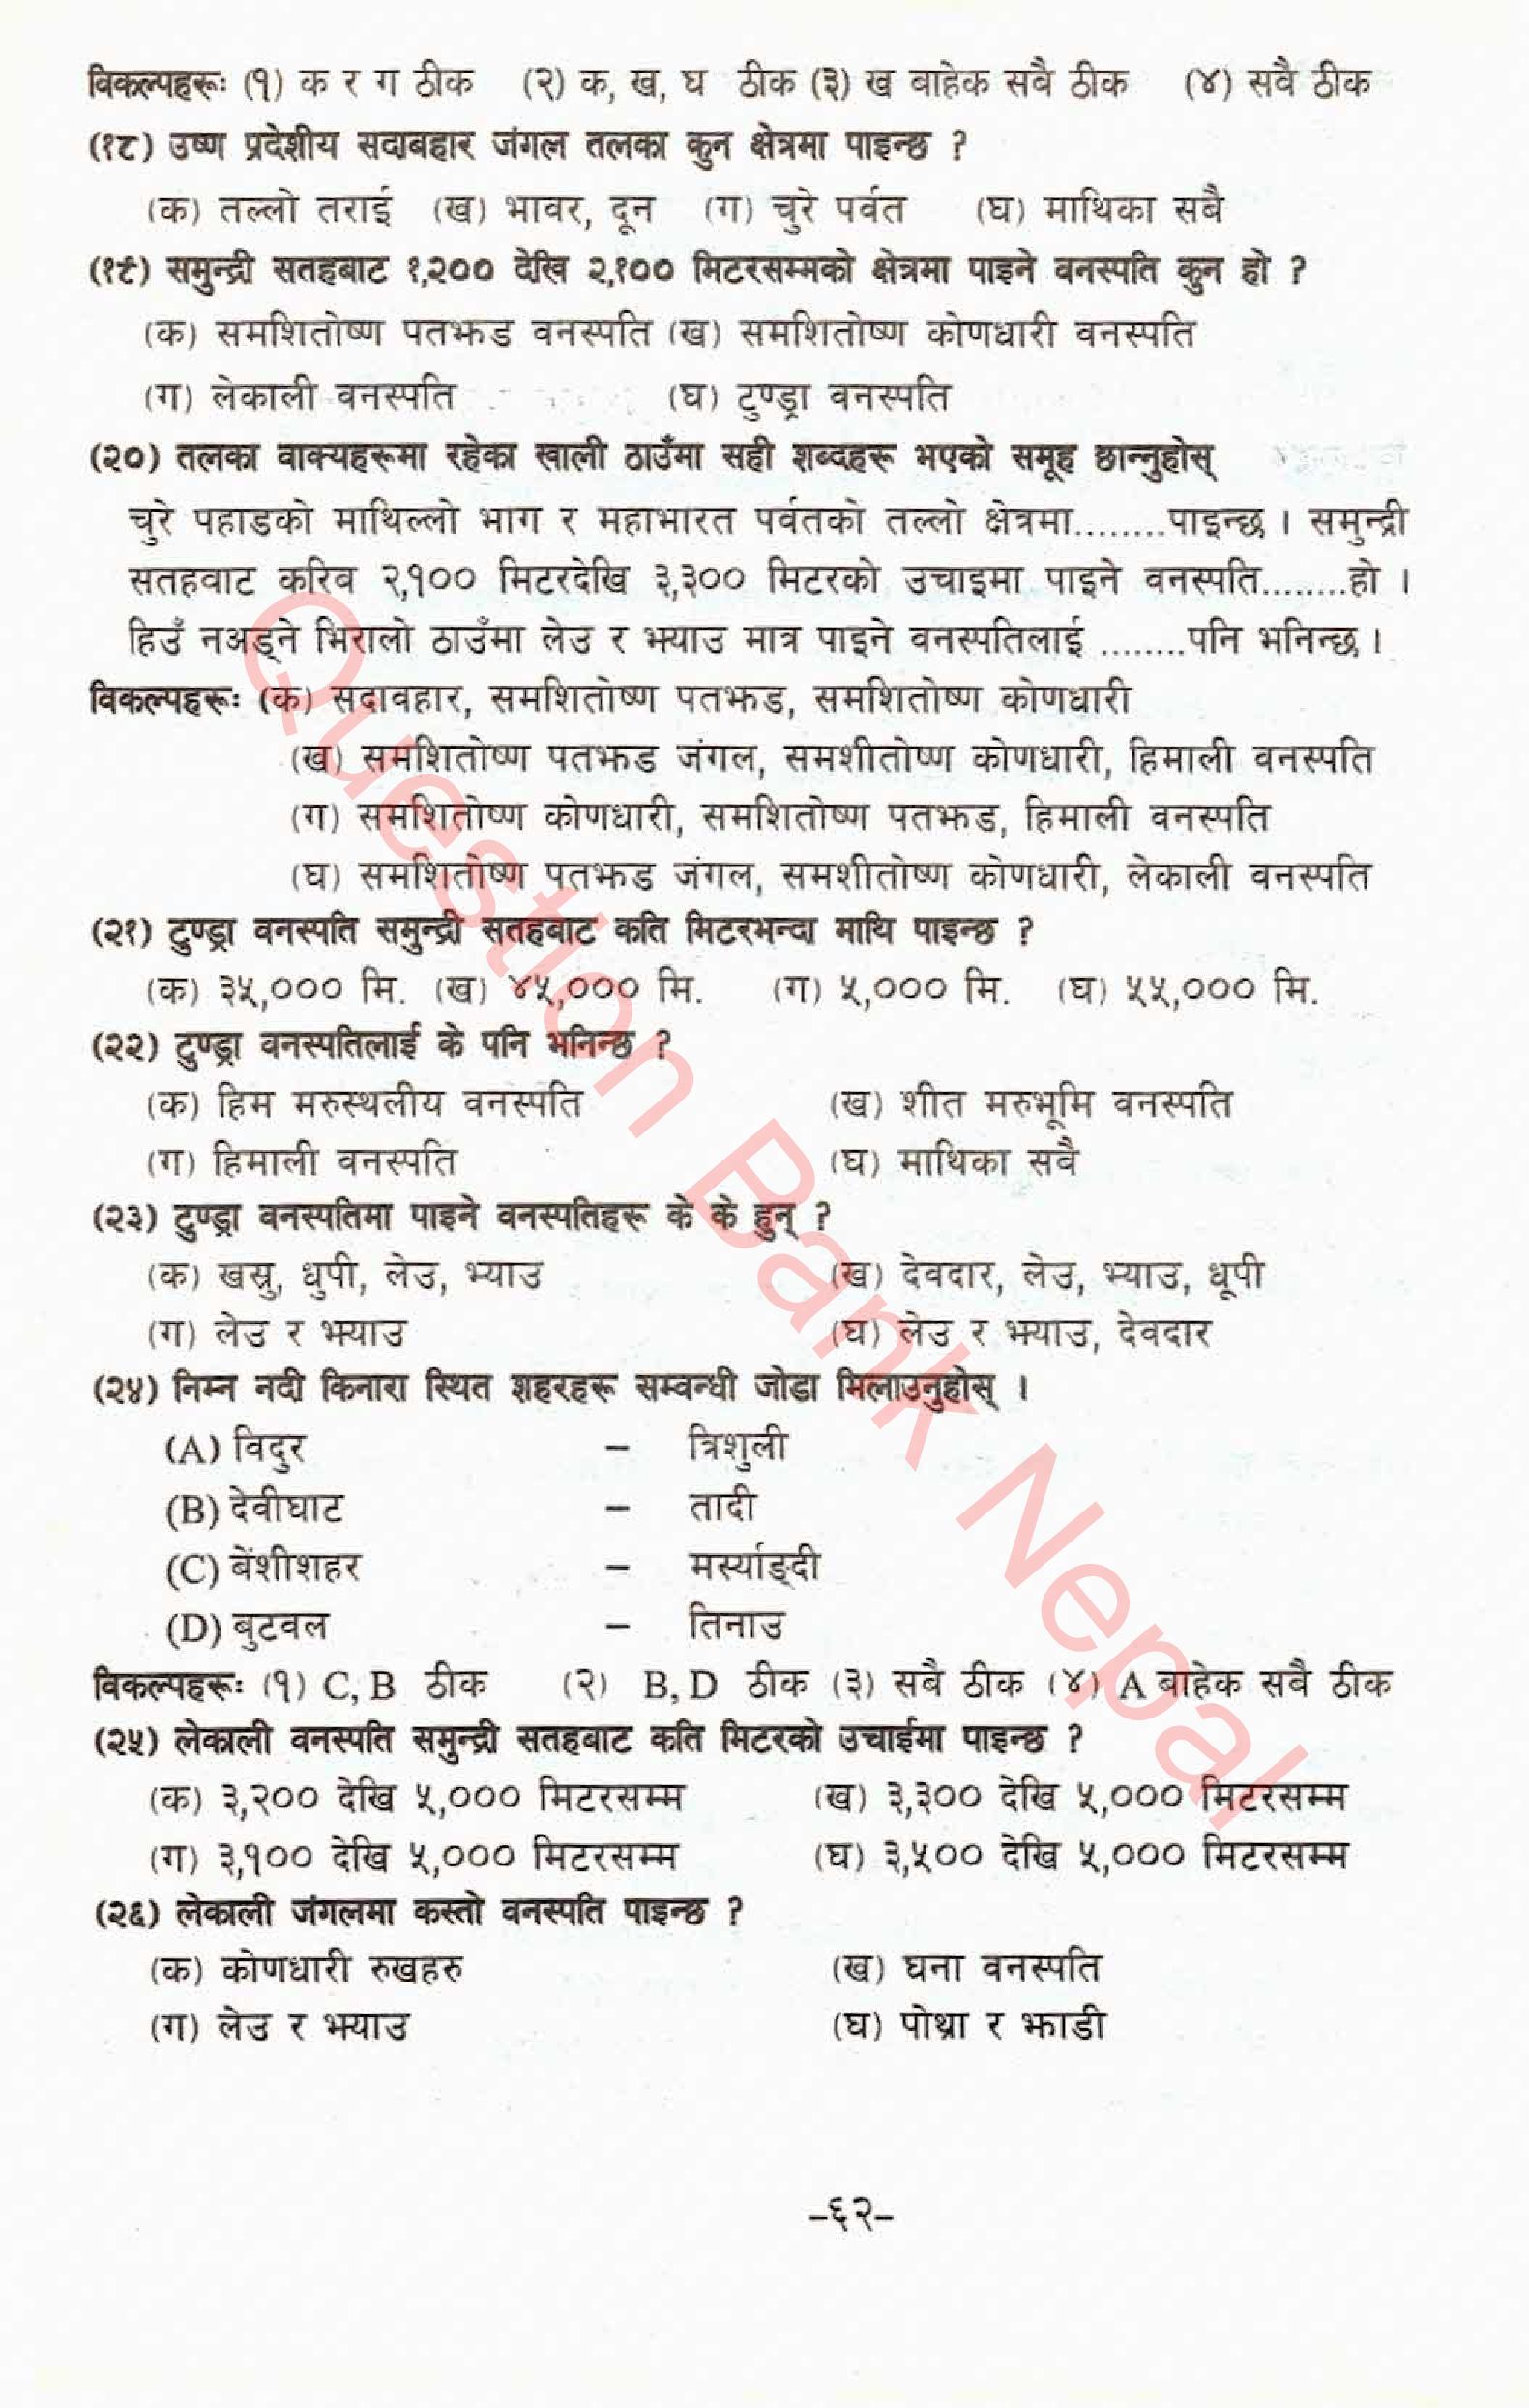 विकल्पहरूः (१) क र ग ठीक (२) क, ख, घ ठीक (३) ख बाहेक सवै ठीक (४) सवै ठीक
(१८) उष्ण प्रदेशीय सदाबहार जंगल तलका कुन क्षेत्रमा पाइन्छ ?
(क) तल्लो तराई (ख) भावर, दून (ग) चुरे पर्वत (घ) माथिका सबै
(१९) समुन्द्री सतहबाट १,२०० देखि २,१०० मिटरसम्मको क्षेत्रमा पाइने वनस्पति कुन हो ?
(क) समशितोष्ण पतझड वनस्पति (ख) समशितोष्ण कोणधारी वनस्पति
(ग) लेकाली वनस्पति (घ) टुण्ड्रा वनस्पति
(२०) तलका वाक्यहरूमा रहेका खाली ठाउँमा सही शब्दहरू भएको समूह छान्नुहोस्
चुरे पहाडको माथिल्लो भाग र महाभारत पर्वतको तल्लो क्षेत्रमा........पाइन्छ । समुन्द्री
सतहवाट करिव २,१०० मिटरदेखि ३,३०० मिटरको उचाइमा पाइने वनस्पति........हो ।
हिउँ नअड्ने भिरालो ठाउँमा लेउ र झ्याउ मात्र पाइने वनस्पतिलाई ........पनि भनिन्छ ।
विकल्पहरूः (क) सदावहार, समशितोष्ण पतझड, समशितोष्ण कोणधारी
(ख) समशितोष्ण पतझड जंगल, समशीतोष्ण कोणधारी, हिमाली वनस्पति
(ग) समशितोष्ण कोणधारी, समशितोष्ण पतझड, हिमाली वनस्पति
(घ) समशितोष्ण पतझड जंगल, समशीतोष्ण कोणधारी, लेकाली वनस्पति
(२१) टुण्ड्रा वनस्पति समुन्द्री सतहबाट कति मिटरभन्दा माथि पाइन्छ ?
(क) ३५,००० मि. (ख) ४५,००० मि. (ग) ५,००० मि. (घ) ५५,००० मि.
(२२) टुण्ड्रा वनस्पतिलाई के पनि भनिन्छ ?
(क) हिम मरुस्थलीय वनस्पति (ख) शीत मरुभूमि वनस्पति
(ग) हिमाली वनस्पति (घ) माथिका सवै
(२३) टुण्ड्रा वनस्पतिमा पाइने वनस्पतिहरू के के हुन् ?
(क) खस्रु, धुपी, लेउ, भ्याउ (ख) देवदार, लेउ, भ्याउ, धूपी
(ग) लेउ र झ्याउ (घ) लेउ र झ्याउ, देवदार
(२४) निम्न नदी किनारा स्थित शहरहरू सम्वन्धी जोडा मिलाउनुहोस् ।
(A) विदुर – त्रिशुली
(B) देवीघाट – तादी
(C) बेंशीशहर – मर्स्याङ्दी
(D) बुटवल – तिनाउ
विकल्पहरूः (१) C, B ठीक (२) B, D ठीक (३) सबै ठीक (४) A बाहेक सबै ठीक
(२५) लेकाली वनस्पति समुन्द्री सतहबाट कति मिटरको उचाईमा पाइन्छ ?
(क) ३,२०० देखि ५,००० मिटरसम्म (ख) ३,३०० देखि ५,००० मिटरसम्म
(ग) ३,१०० देखि ५,००० मिटरसम्म (घ) ३,५०० देखि ५,००० मिटरसम्म
(२६) लेकाली जंगलमा कस्तो वनस्पति पाइन्छ ?
(क) कोणधारी रुखहरु (ख) घना वनस्पति
(ग) लेउ र झ्याउ (घ) पोथ्रा र झाडी
–६२–
Question Bank Nepal